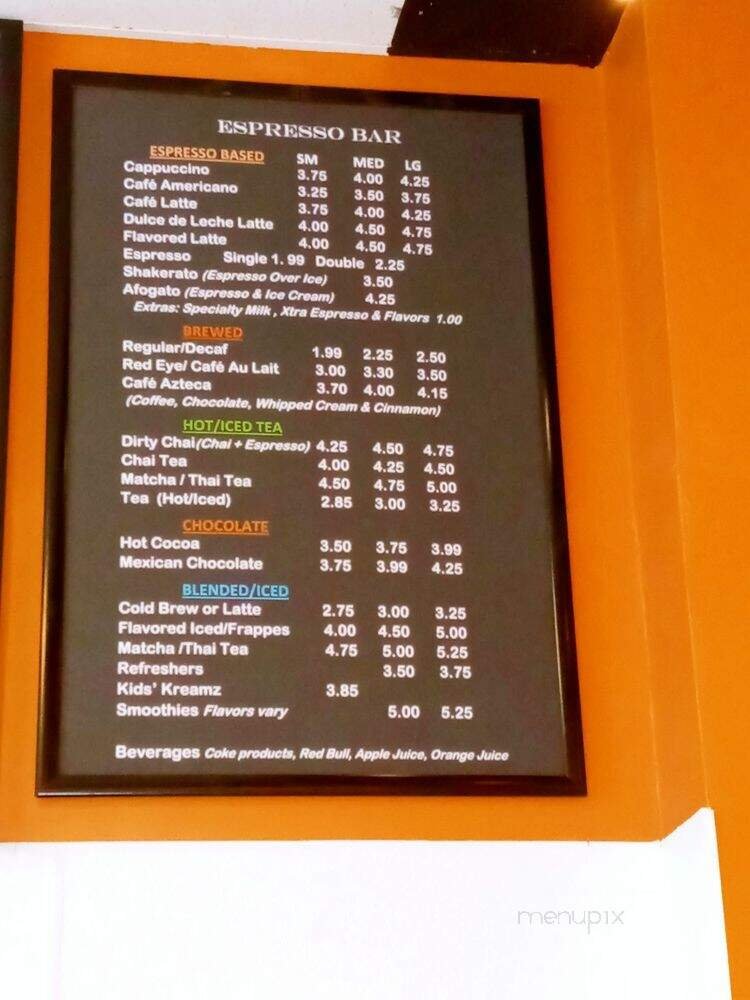 ESPRESSO BAR
ESPRESSO BASED SM MED LG
Cappuccino 3.75 4.00 4.25
Café Americano 3.25 3.50 3.75
Café Latte 3.75 4.00 4.25
Dulce de Leche Latte 4.00 4.50 4.75
Flavored Latte 4.00 4.50 4.75
Espresso Single 1. 99 Double 2.25
Shakerato (Espresso Over Ice) 3.50
Afogato (Espresso & Ice Cream) 4.25
Extras: Specialty Milk , Xtra Espresso & Flavors 1.00
BREWED
Regular/Decaf 1.99 2.25 2.50
Red Eye/ Café Au Lait 3.00 3.30 3.50
Café Azteca 3.70 4.00 4.15
(Coffee, Chocolate, Whipped Cream & Cinnamon)
HOT/ICED TEA
Dirty Chai(Chai + Espresso) 4.25 4.50 4.75
Chai Tea 4.00 4.25 4.50
Matcha / Thai Tea 4.50 4.75 5.00
Tea (Hot/Iced) 2.85 3.00 3.25
CHOCOLATE
Hot Cocoa 3.50 3.75 3.99
Mexican Chocolate 3.75 3.99 4.25
BLENDED/ICED
Cold Brew or Latte 2.75 3.00 3.25
Flavored Iced/Frappes 4.00 4.50 5.00
Matcha /Thai Tea 4.75 5.00 5.25
Refreshers 3.50 3.75
Kids' Kreamz 3.85
Smoothies Flavors vary 5.00 5.25
Beverages Coke products, Red Bull, Apple Juice, Orange Juice
menupix